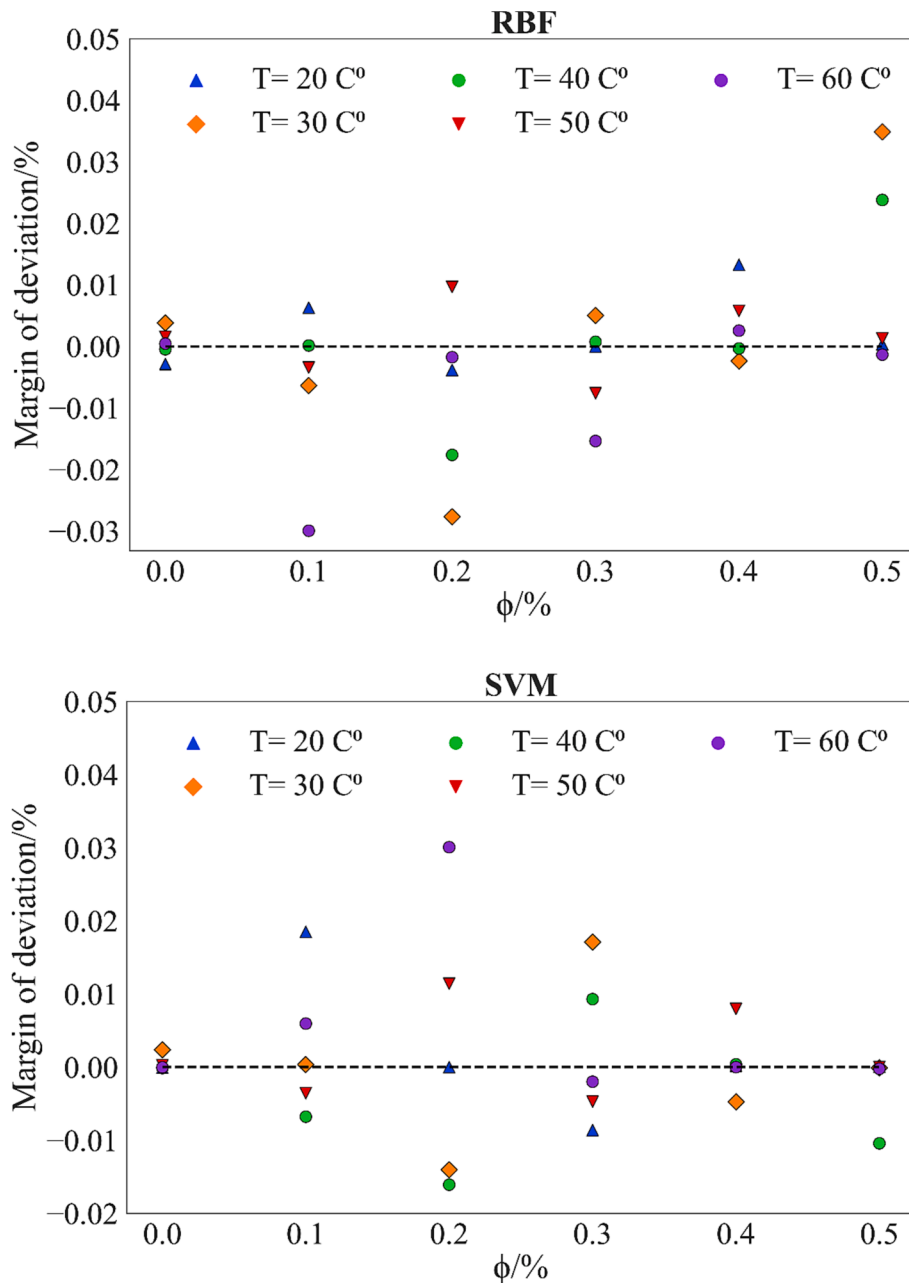 RBF
0.05
T= 20 Cº T= 40 Cº T= 60 Cº
T= 30 Cº T= 50 Cº
0.04
0.03
0.02
0.01
0.00
−0.01
−0.02
−0.03
Margin of deviation/%
0.0 0.1 0.2 0.3 0.4 0.5
ϕ/%
SVM
0.05
T= 20 Cº T= 40 Cº T= 60 Cº
T= 30 Cº T= 50 Cº
0.04
0.03
0.02
0.01
0.00
−0.01
−0.02
Margin of deviation/%
0.0 0.1 0.2 0.3 0.4 0.5
ϕ/%